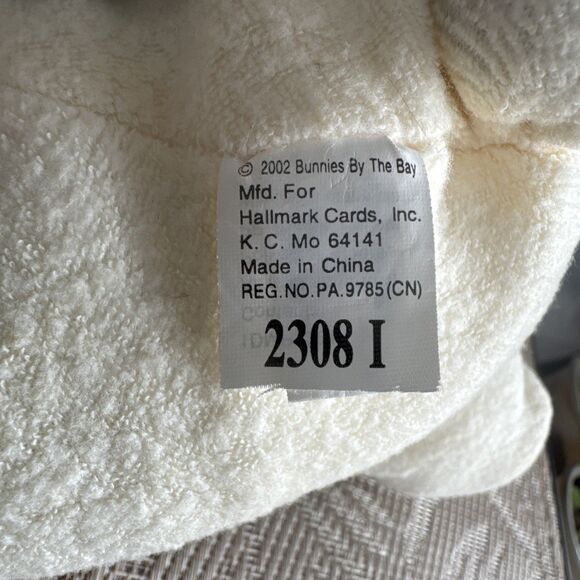 © 2002 Bunnies By The Bay
Mfd. For
Hallmark Cards, Inc.
K. C. Mo 64141
Made in China
REG.NO.PA.9785(CN)
2308 I